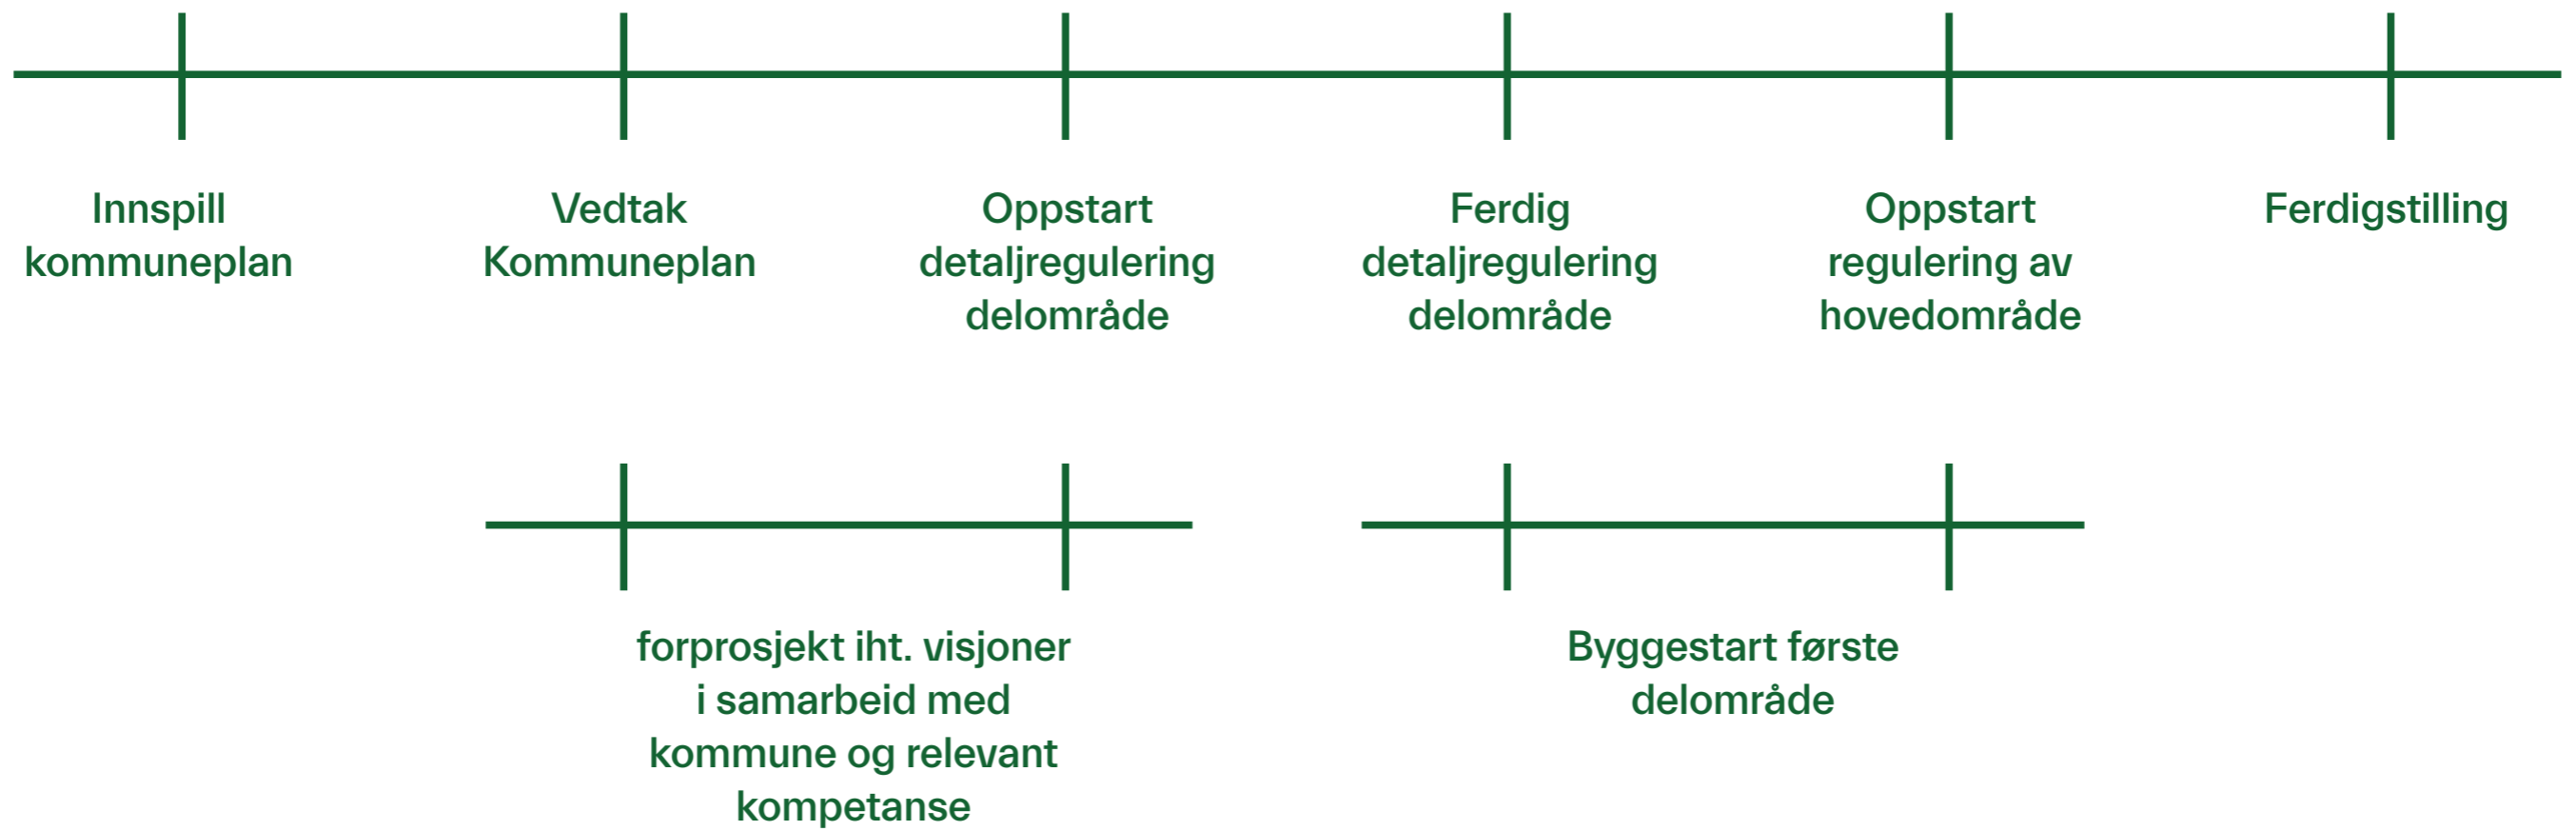 Innspill
kommuneplan
Vedtak
Kommuneplan
Oppstart
detaljregulering
delområde
Ferdig
detaljregulering
delområde
Oppstart
regulering av
hovedområde
Ferdigstilling
forprosjekt iht. visjoner
i samarbeid med
kommune og relevant
kompetanse
Byggestart første
delområde